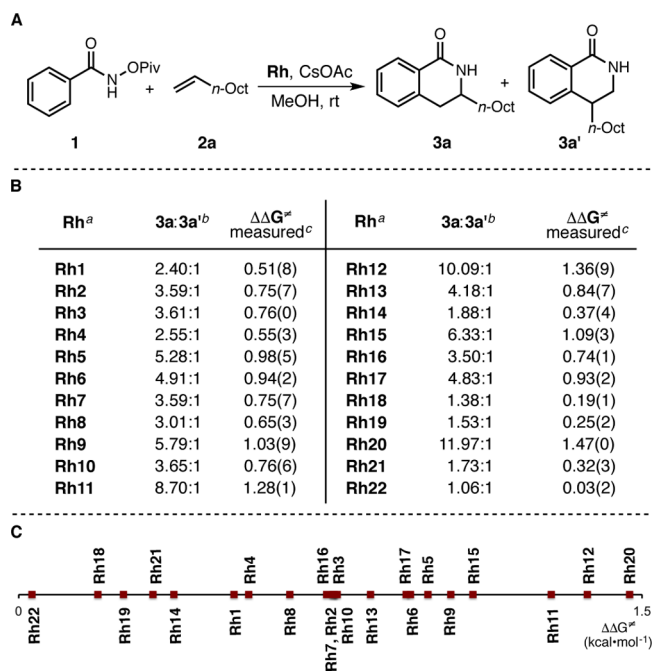 A
O
N
H
OPiv
+
n-Oct
Rh, CsOAc
MeOH, rt
O
NH
n-Oct
+
O
NH
n-Oct
1
2a
3a
3a'
B
Rhᵃ 3a:3a'ᵇ ΔΔG≠ measuredᶜ Rhᵃ 3a:3a'ᵇ ΔΔG≠ measuredᶜ
Rh1 2.40:1 0.51(8) Rh12 10.09:1 1.36(9)
Rh2 3.59:1 0.75(7) Rh13 4.18:1 0.84(7)
Rh3 3.61:1 0.76(0) Rh14 1.88:1 0.37(4)
Rh4 2.55:1 0.55(3) Rh15 6.33:1 1.09(3)
Rh5 5.28:1 0.98(5) Rh16 3.50:1 0.74(1)
Rh6 4.91:1 0.94(2) Rh17 4.83:1 0.93(2)
Rh7 3.59:1 0.75(7) Rh18 1.38:1 0.19(1)
Rh8 3.01:1 0.65(3) Rh19 1.53:1 0.25(2)
Rh9 5.79:1 1.03(9) Rh20 11.97:1 1.47(0)
Rh10 3.65:1 0.76(6) Rh21 1.73:1 0.32(3)
Rh11 8.70:1 1.28(1) Rh22 1.06:1 0.03(2)
C
Rh18 Rh21 Rh4 Rh16 Rh3 Rh17 Rh5 Rh15 Rh12 Rh20
0 1.5
Rh22 Rh19 Rh14 Rh1 Rh8 Rh7, Rh2 Rh10 Rh13 Rh6 Rh9 Rh11
ΔΔG≠
(kcal•mol⁻¹)